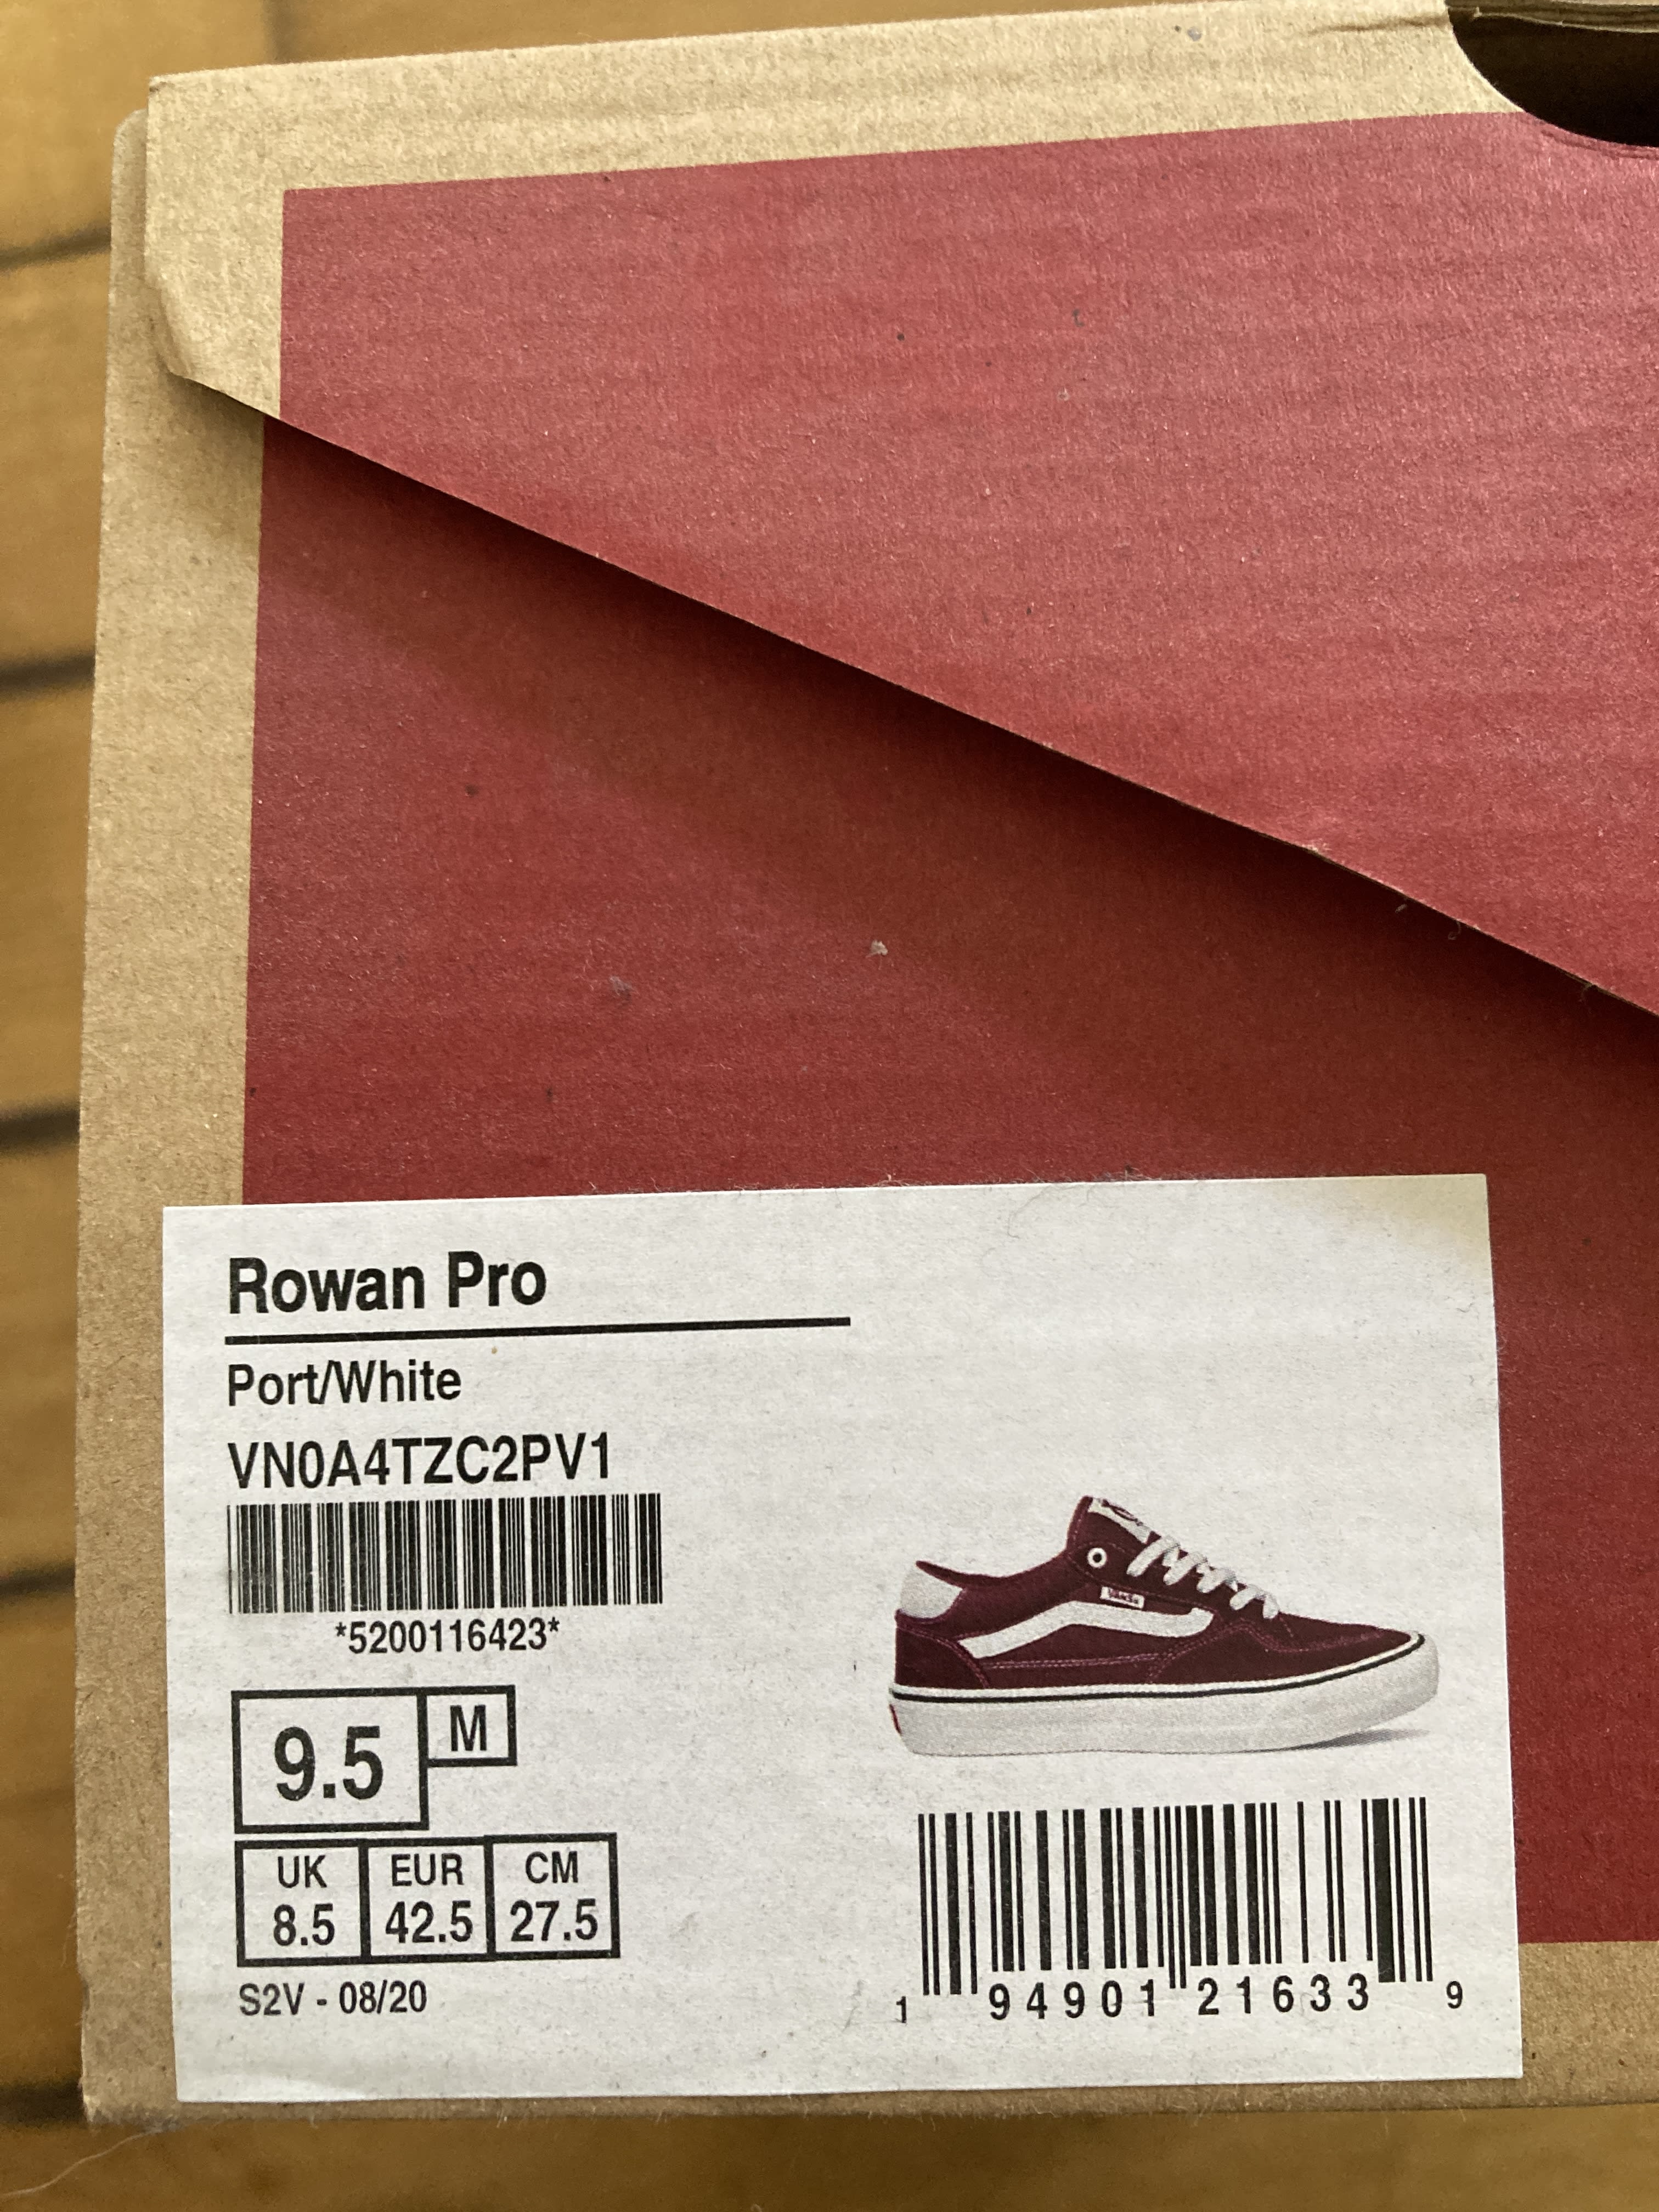 Rowan Pro
Port/White
VN0A4TZC2PV1
*5200116423*
9.5 M
UK EUR CM
8.5 42.5 27.5
S2V - 08/20
1 94901 21633 9